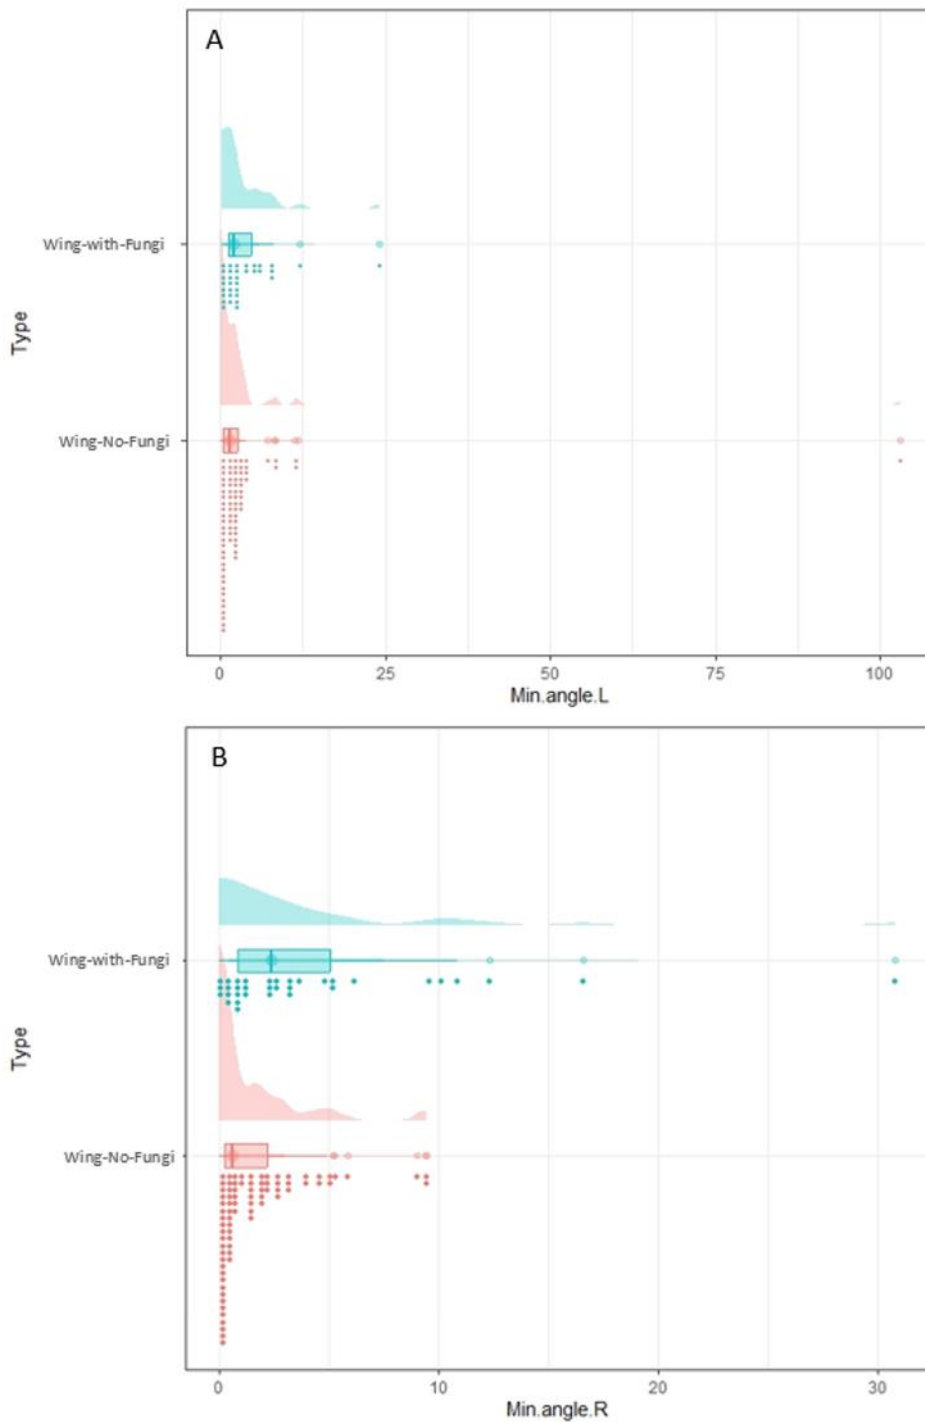 A
Wing-with-Fungi
Type
Wing-No-Fungi
0 25 50 75 100
Min.angle.L
B
Wing-with-Fungi
Type
Wing-No-Fungi
0 10 20 30
Min.angle.R